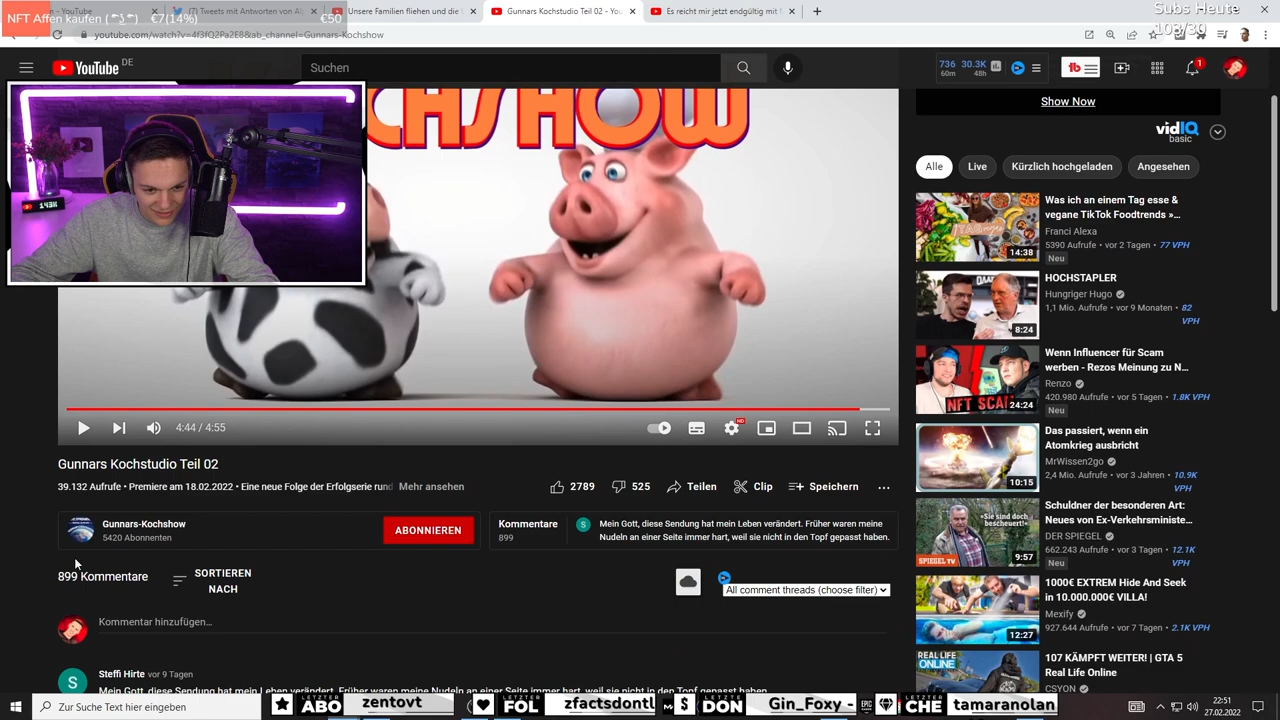 NFT Affen kaufen €7(14%) €50
YouTube
(7) Tweets mit Antworten von Al
Unsere Familien fliehen und die
Gunnars Kochstudio Teil 02 - You
Es reicht mir jetzt endgültig mit
Subs Heute
108/30
youtube.com/watch?v=4f3fQ2Pa2E8&ab_channel=Gunnars-Kochshow
YouTube DE
Suchen
736 30.3K
60m 48h
1
Show Now
vidIQ
basic
Alle Live Kürzlich hochgeladen Angesehen
CHSHOW
143K
Was ich an einem Tag esse &
vegane TikTok Foodtrends »...
Franci Alexa
5390 Aufrufe • vor 2 Tagen • 77 VPH
Neu
14:38
HOCHSTAPLER
Hungriger Hugo
1,1 Mio. Aufrufe • vor 9 Monaten • 82
VPH
8:24
Wenn Influencer für Scam
werben - Rezos Meinung zu N...
Renzo
420.980 Aufrufe • vor 5 Tagen • 1.8K VPH
Neu
NFT SCAM
24:24
Das passiert, wenn ein
Atomkrieg ausbricht
MrWissen2go
2,4 Mio. Aufrufe • vor 3 Jahren • 10.9K
VPH
10:15
Schuldner der besonderen Art:
Neues von Ex-Verkehrsministe...
DER SPIEGEL
662.243 Aufrufe • vor 3 Tagen • 12.1K
VPH
Neu
»Sie sind doch
bescheuert!«
SPIEGEL TV
9:57
1000€ EXTREM Hide And Seek
in 10.000.000€ VILLA!
Mexify
927.644 Aufrufe • vor 7 Tagen • 2.1K VPH
12:27
107 KÄMPFT WEITER! | GTA 5
Real Life Online
CSYON
REAL LIFE
ONLINE
4:44 / 4:55
HD
Gunnars Kochstudio Teil 02
39.132 Aufrufe • Premiere am 18.02.2022 • Eine neue Folge der Erfolgserie rund Mehr ansehen
2789 525 Teilen Clip Speichern
Gunnars-Kochshow
5420 Abonnenten
ABONNIEREN
Kommentare
899
S
Mein Gott, diese Sendung hat mein Leben verändert. Früher waren meine
Nudeln an einer Seite immer hart, weil sie nicht in den Topf gepasst haben.
899 Kommentare
SORTIEREN
NACH
All comment threads (choose filter)
Kommentar hinzufügen...
S
Steffi Hirte vor 9 Tagen
Mein Gott, diese Sendung hat mein Leben verändert. Früher waren meine Nudeln an einer Seite immer hart, weil sie nicht in den Topf gepasst haben.
Zur Suche Text hier eingeben
LETZTER
ABO
zentovt
LETZTER
FOL
zfactsdontl
LETZTER
DON
Gin_Foxy -
LETZTER
CHE
tamaranolan
22:51
27.02.2022